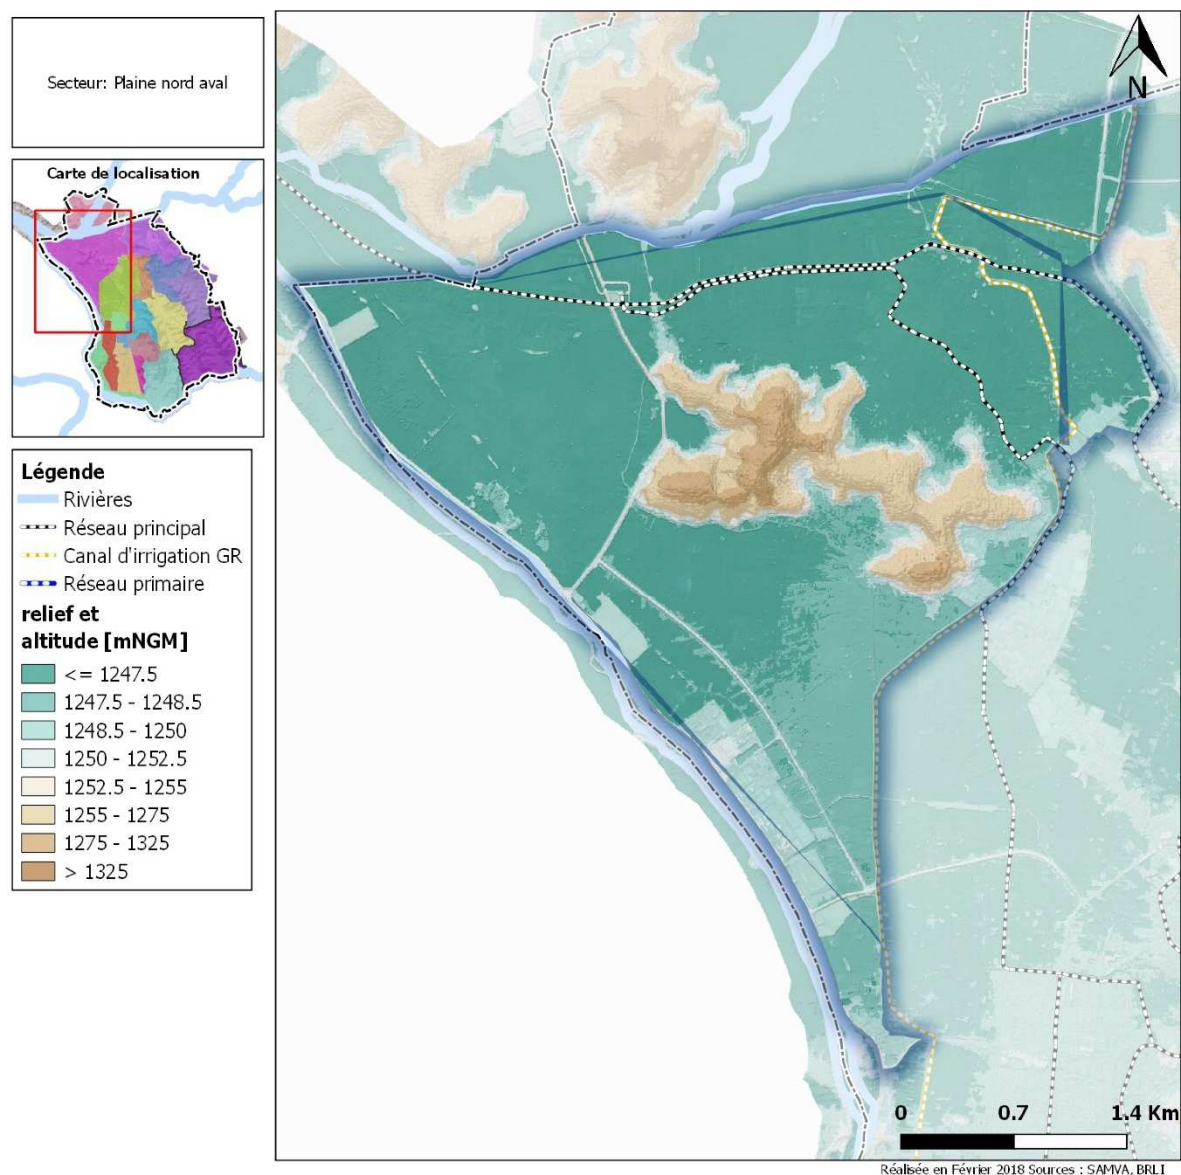 Secteur: Plaine nord aval
Carte de localisation
Légende
Rivières
Réseau principal
Canal d'irrigation GR
Réseau primaire
relief et
altitude [mNGM]
<= 1247.5
1247.5 - 1248.5
1248.5 - 1250
1250 - 1252.5
1252.5 - 1255
1255 - 1275
1275 - 1325
> 1325
N
0 0.7 1.4 Km
Réalisée en Février 2018 Sources : SAMVA, BRLI